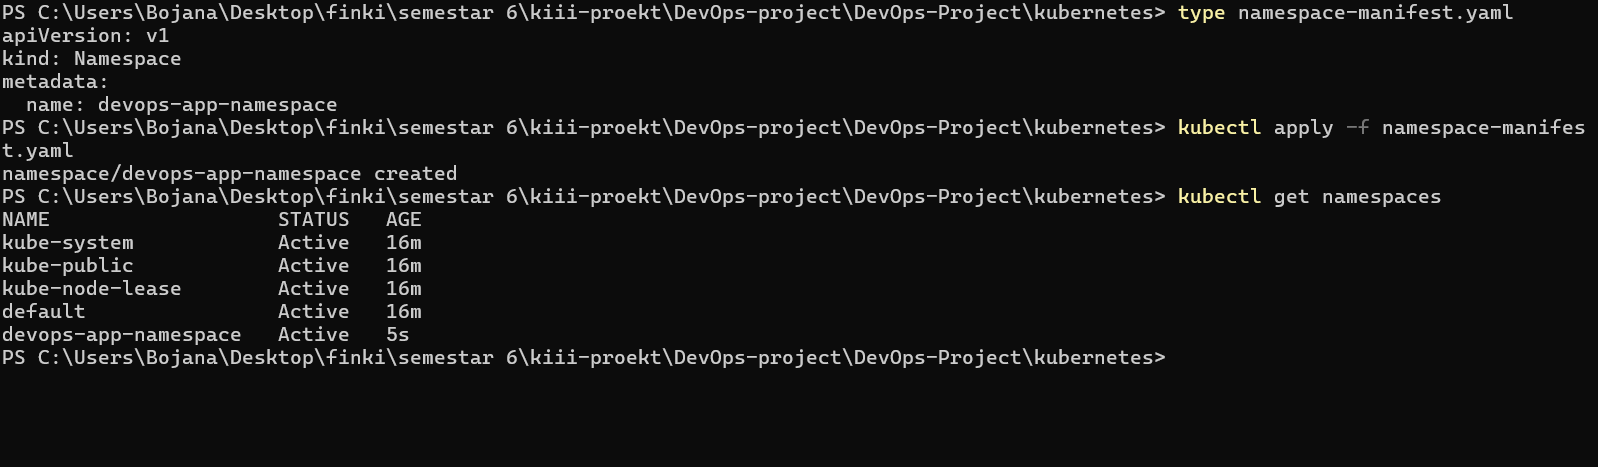 PS C:\Users\Bojana\Desktop\finki\semestar 6\kiii-proekt\DevOps-project\DevOps-Project\kubernetes> type namespace-manifest.yaml
apiVersion: v1
kind: Namespace
metadata:
  name: devops-app-namespace
PS C:\Users\Bojana\Desktop\finki\semestar 6\kiii-proekt\DevOps-project\DevOps-Project\kubernetes> kubectl apply -f namespace-manifes
t.yaml
namespace/devops-app-namespace created
PS C:\Users\Bojana\Desktop\finki\semestar 6\kiii-proekt\DevOps-project\DevOps-Project\kubernetes> kubectl get namespaces
NAME                   STATUS   AGE
kube-system            Active   16m
kube-public            Active   16m
kube-node-lease        Active   16m
default                Active   16m
devops-app-namespace   Active   5s
PS C:\Users\Bojana\Desktop\finki\semestar 6\kiii-proekt\DevOps-project\DevOps-Project\kubernetes>